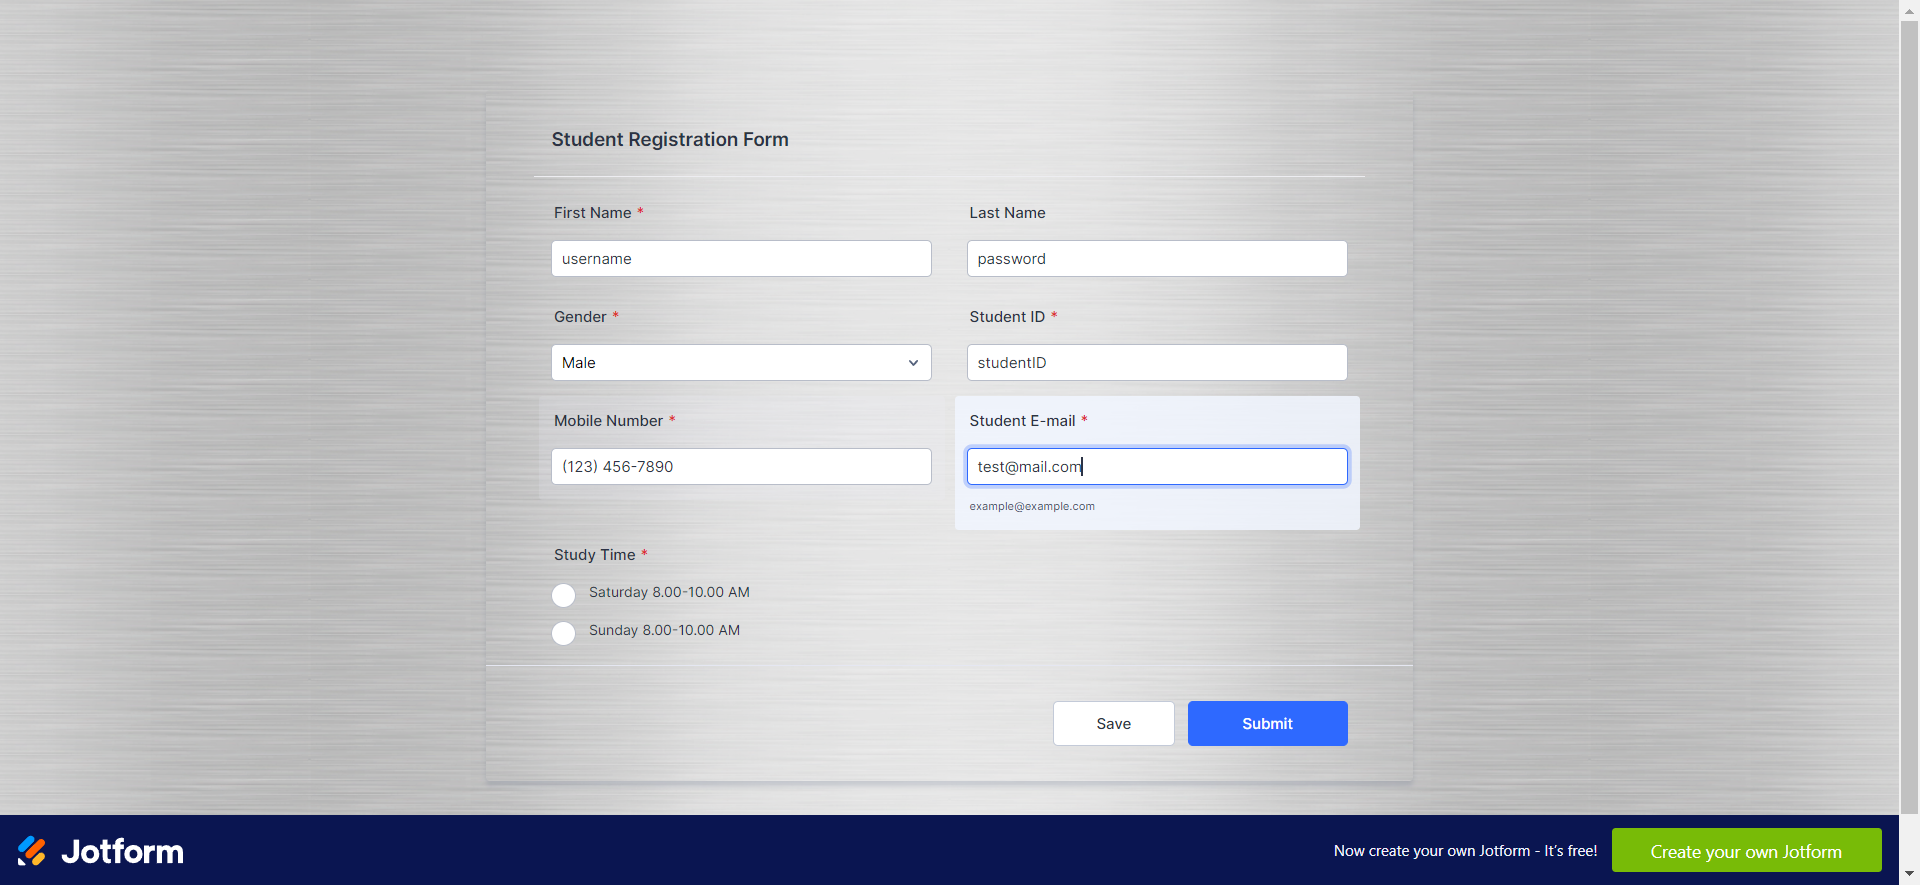 Student Registration Form
First Name *
Last Name
username
password
Gender *
Student ID *
Male
studentID
Mobile Number *
Student E-mail *
(123) 456-7890
test@mail.com
example@example.com
Study Time *
Saturday 8.00-10.00 AM
Sunday 8.00-10.00 AM
Save
Submit
Jotform
Now create your own Jotform - It's free!
Create your own Jotform